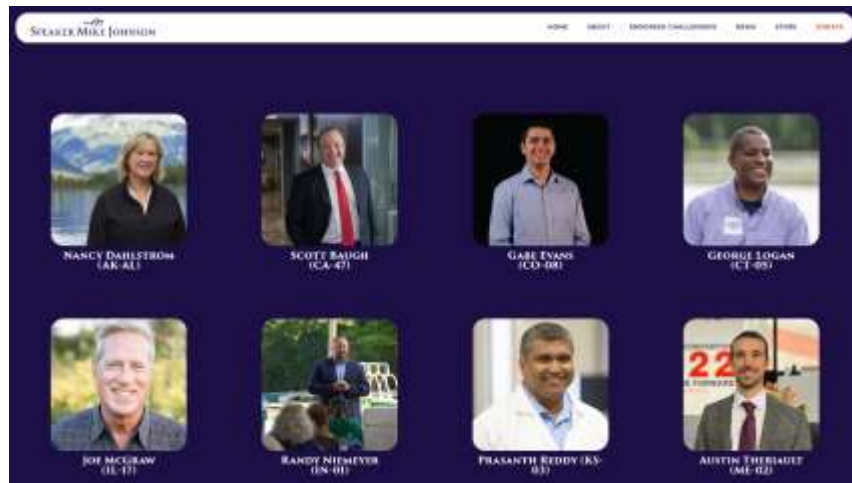 SPEAKER MIKE JOHNSON
HOME ABOUT ENDORSED CHALLENGERS NEWS STORE DONATE
NANCY DAHLSTROM
(AK-AL)
SCOTT BAUGH
(CA-47)
GABE EVANS
(CO-08)
GEORGE LOGAN
(CT-05)
22
FORWARD
JOE MCGRAW
(IL-17)
RANDY NIEMEYER
(IN-01)
PRASANTH REDDY (KS-
03)
AUSTIN THERIAULT
(ME-02)